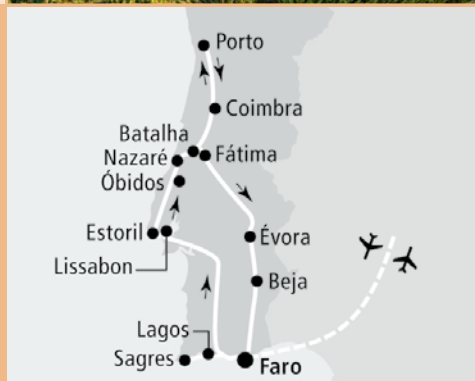 Porto
Coimbra
Batalha
Nazaré
Fátima
Óbidos
Estoril
Évora
Lissabon
Beja
Lagos
Sagres
Faro